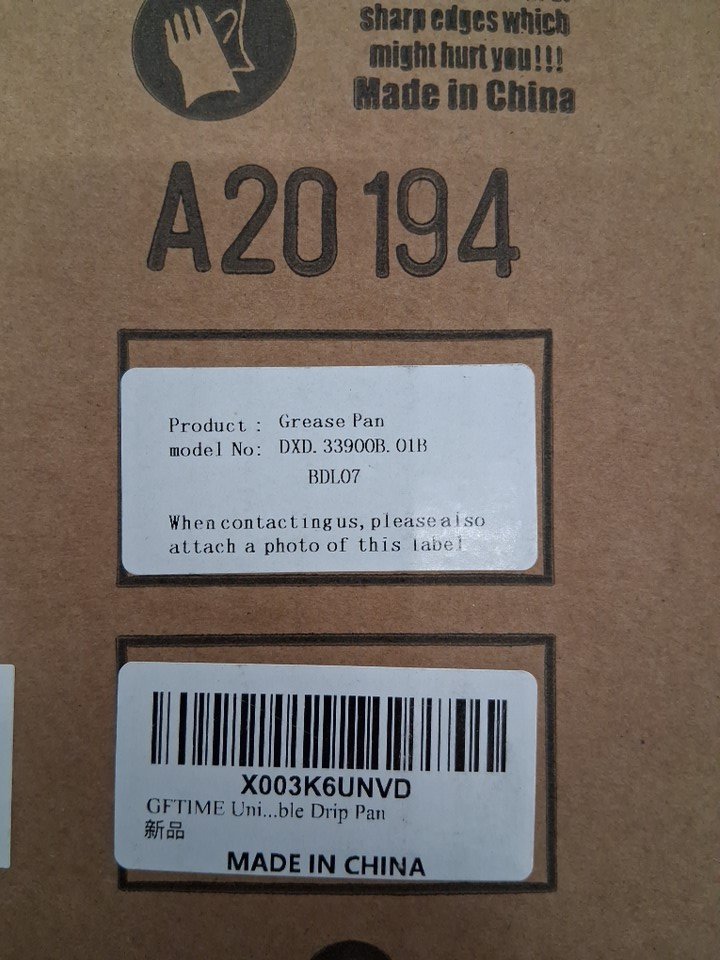 sharp edges which
might hurt you!!!
Made in China
A20194
Product : Grease Pan
model No: DXD. 33900B. 01B
BDL07
When contacting us, please also
attach a photo of this label
X003K6UNVD
GFTIME Uni...ble Drip Pan
新品
MADE IN CHINA